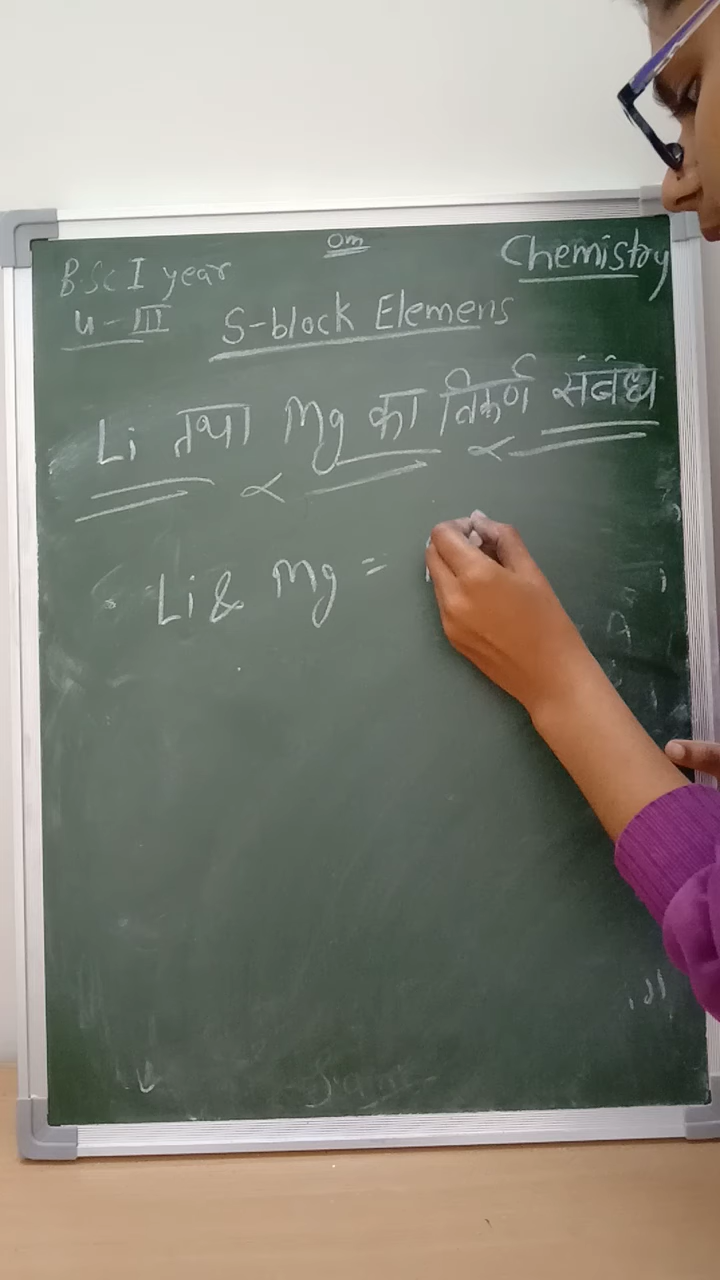 Om
B.Sc I year
Chemistry
U-III
S-block Elemens
Li तथा Mg का विकर्ण संबंध
Li & Mg =